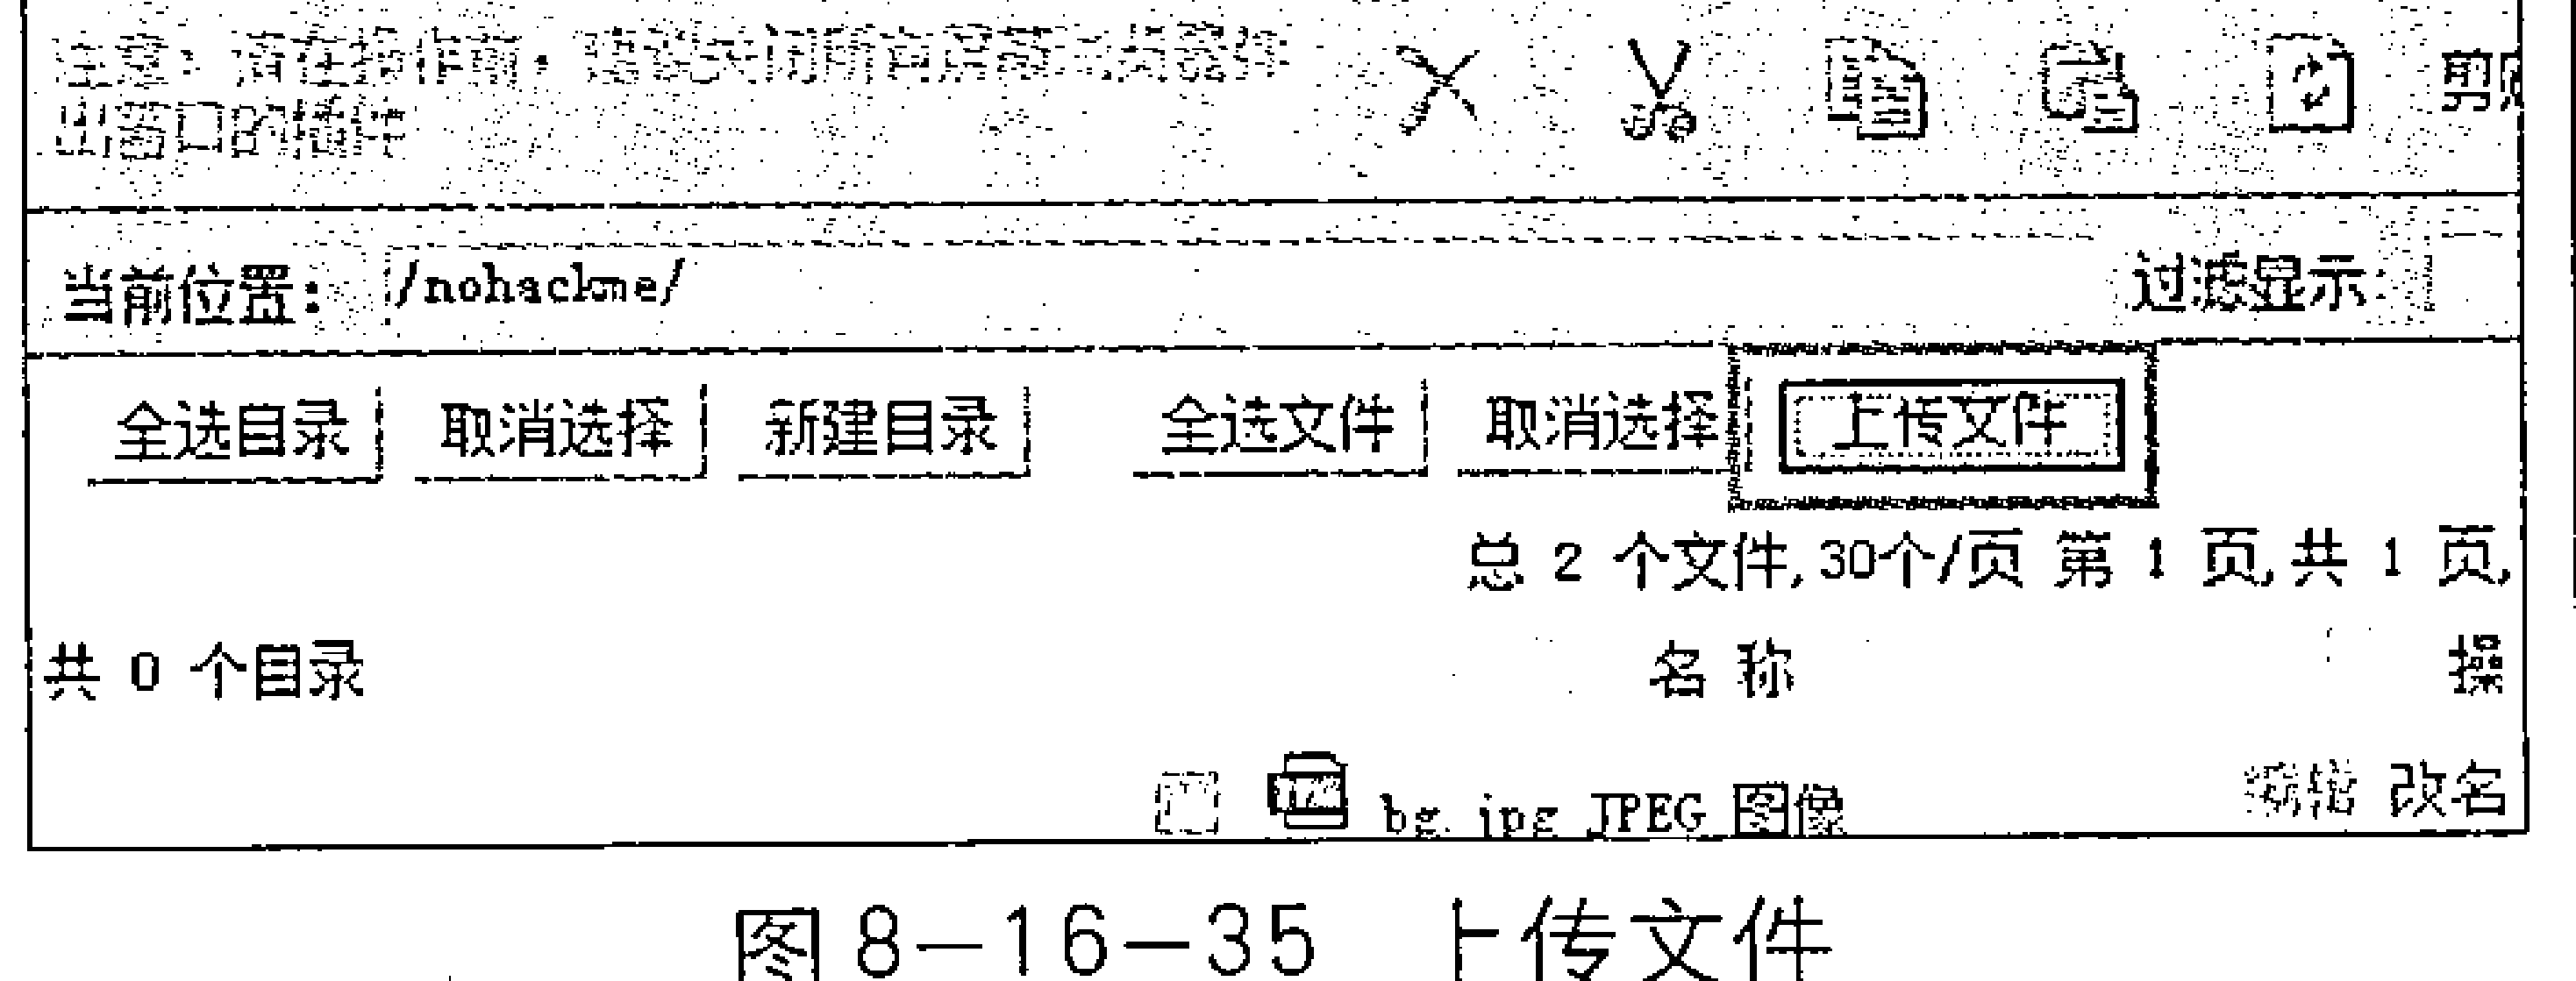 注意：请在操作前，请您关闭所有屏蔽
出窗口的插件
剪
当前位置： /nohackme/ 过滤显示
全选目录 取消选择 新建目录 全选文件 取消选择 上传文件
总 2 个文件, 30个/页 第 1 页, 共 1 页,
共 0 个目录 名 称 操
bg.jpg JPEG 图像 编辑 改名
图 8-16-35 上传文件